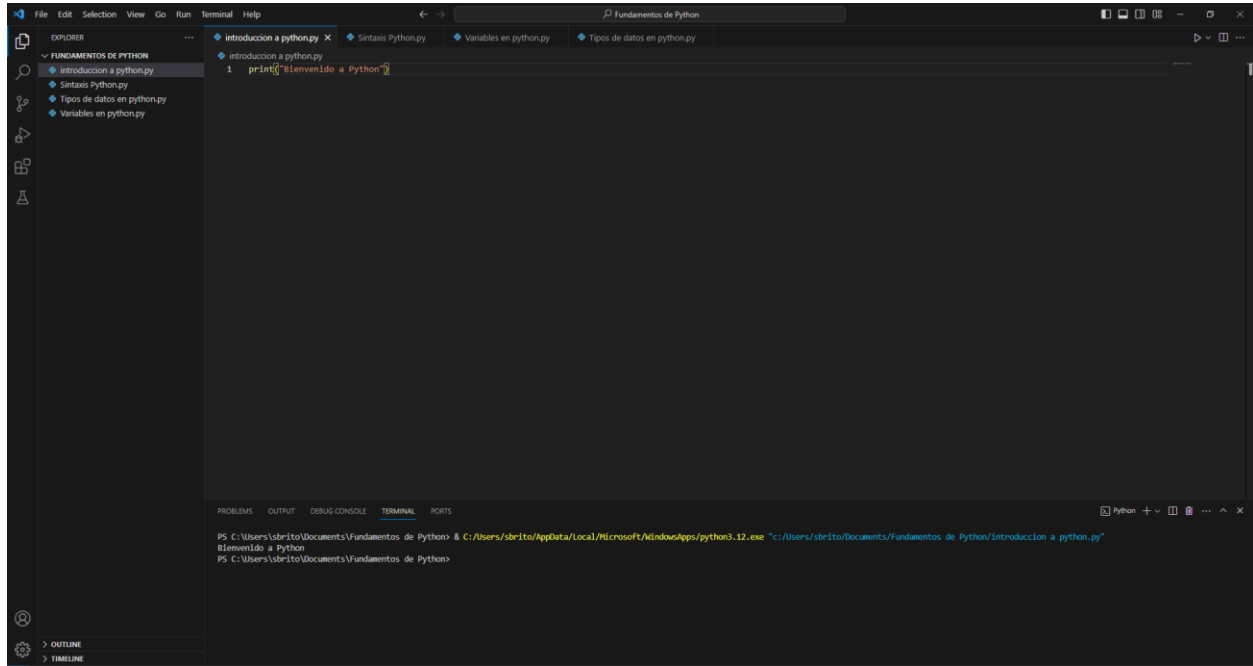 File Edit Selection View Go Run Terminal Help
Fundamentos de Python
EXPLORER
FUNDAMENTOS DE PYTHON
introduccion a python.py
Sintaxis Python.py
Tipos de datos en python.py
Variables en python.py
OUTLINE
TIMELINE
introduccion a python.py Sintaxis Python.py Variables en python.py Tipos de datos en python.py
introduccion a python.py
1 print("Bienvenido a Python")
PROBLEMS OUTPUT DEBUG CONSOLE TERMINAL PORTS
Python
PS C:\Users\sbrito\Documents\Fundamentos de Python> & C:/Users/sbrito/AppData/Local/Microsoft/WindowsApps/python3.12.exe "c:/Users/sbrito/Documents/Fundamentos de Python/introduccion a python.py"
Bienvenido a Python
PS C:\Users\sbrito\Documents\Fundamentos de Python>